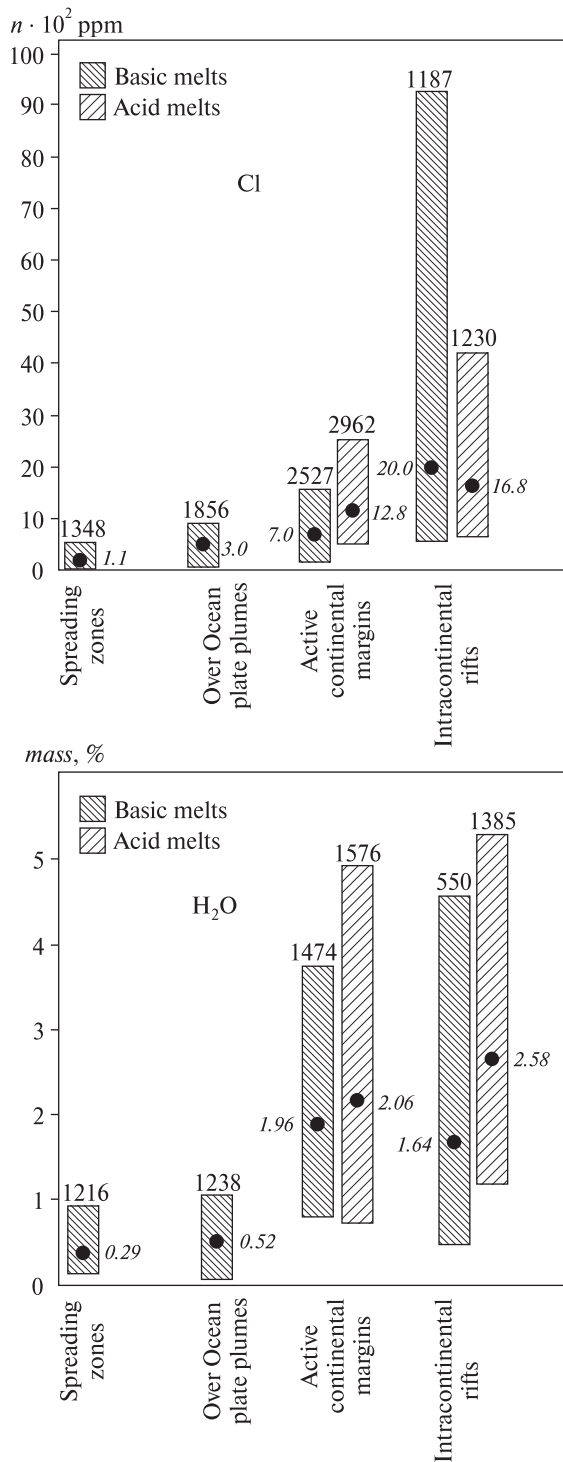 n · 10² ppm
100
90
80
70
60
50
40
30
20
10
0
Basic melts
Acid melts
Cl
1348
1.1
1856
3.0
2527
7.0
2962
12.8
1187
20.0
1230
16.8
Spreading
zones
Over Ocean
plate plumes
Active
continental
margins
Intracontinental
rifts
mass, %
5
4
3
2
1
0
Basic melts
Acid melts
H₂O
1216
0.29
1238
0.52
1474
1.96
1576
2.06
550
1.64
1385
2.58
Spreading
zones
Over Ocean
plate plumes
Active
continental
margins
Intracontinental
rifts